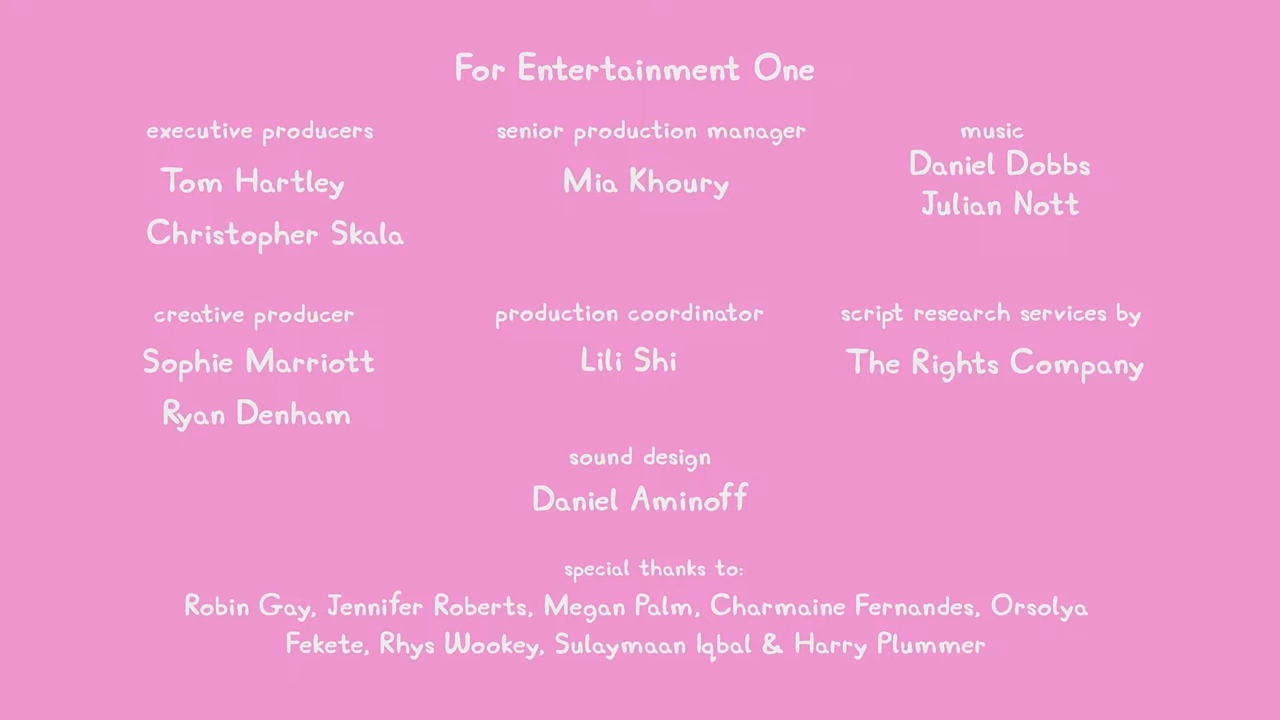 For Entertainment One
executive producers
Tom Hartley
Christopher Skala
senior production manager
Mia Khoury
music
Daniel Dobbs
Julian Nott
creative producer
Sophie Marriott
Ryan Denham
production coordinator
Lili Shi
script research services by
The Rights Company
sound design
Daniel Aminoff
special thanks to:
Robin Gay, Jennifer Roberts, Megan Palm, Charmaine Fernandes, Orsolya
Fekete, Rhys Wookey, Sulaymaan Iqbal & Harry Plummer